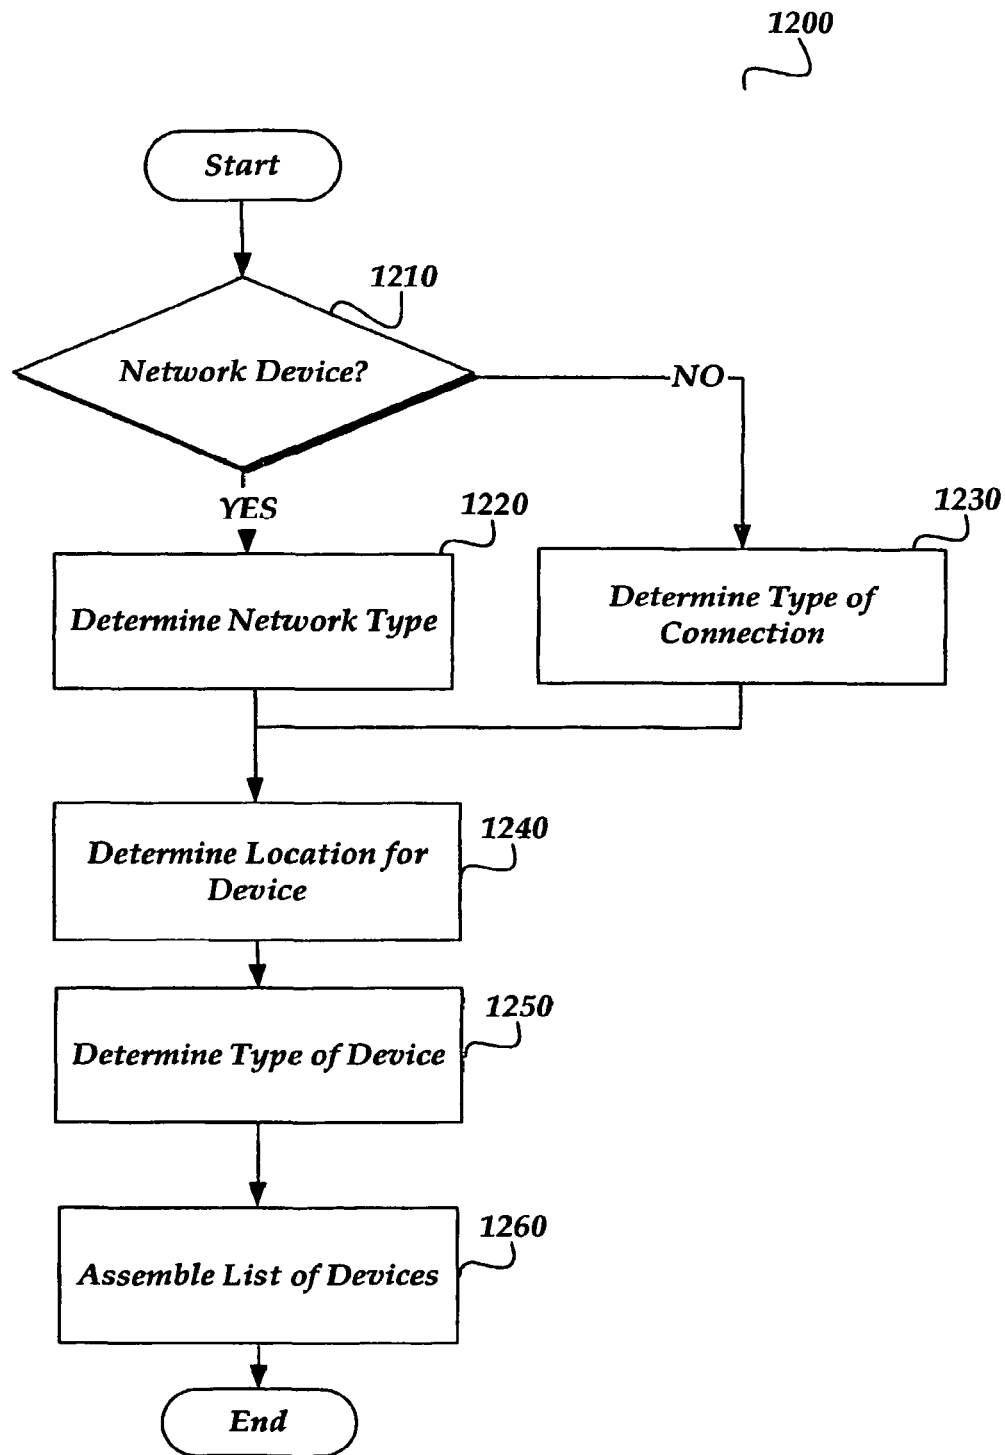 1200
Start
1210
Network Device?
NO
YES
1220
1230
Determine Network Type
Determine Type of
Connection
1240
Determine Location for
Device
1250
Determine Type of Device
1260
Assemble List of Devices
End